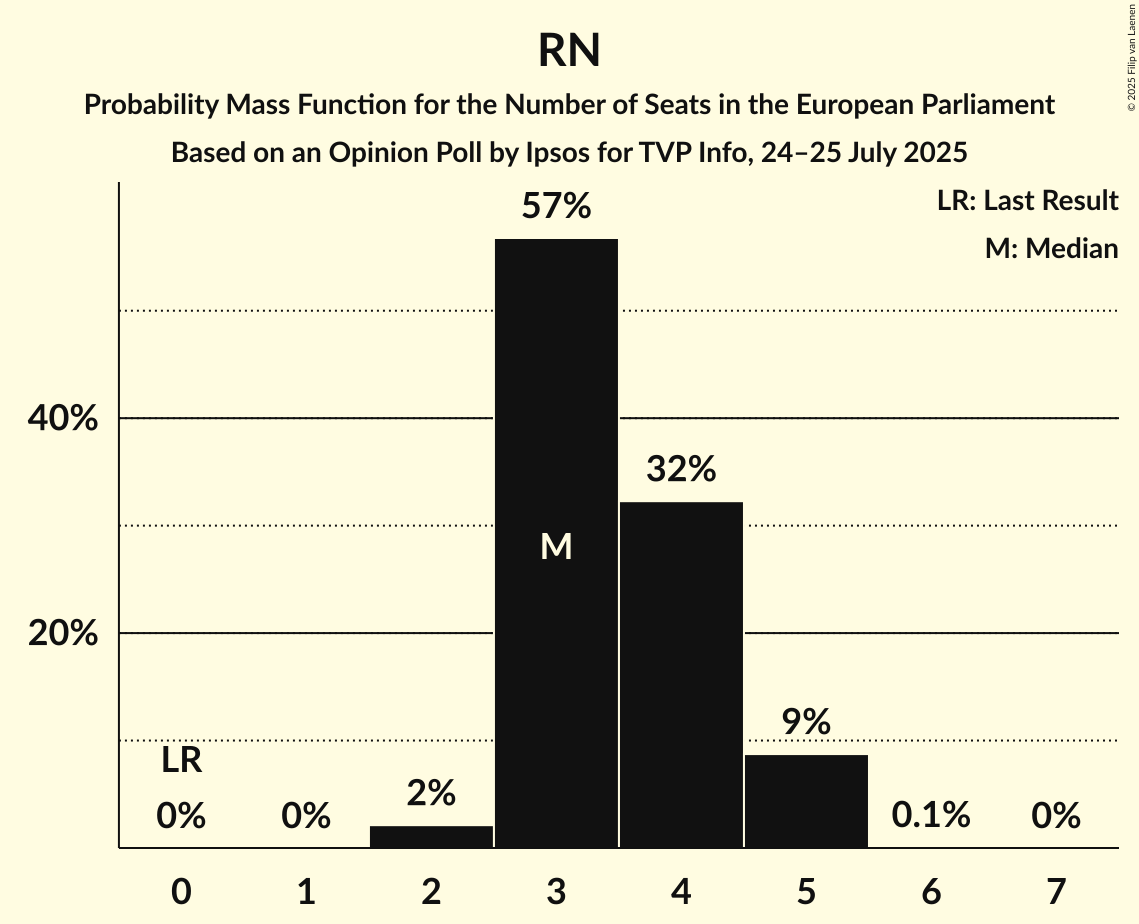 RN
Probability Mass Function for the Number of Seats in the European Parliament
Based on an Opinion Poll by Ipsos for TVP Info, 24–25 July 2025
© 2025 Filip van Laenen
LR: Last Result
M: Median
57%
40%
32%
M
20%
9%
LR
2%
0%
0%
0.1%
0%
0 1 2 3 4 5 6 7